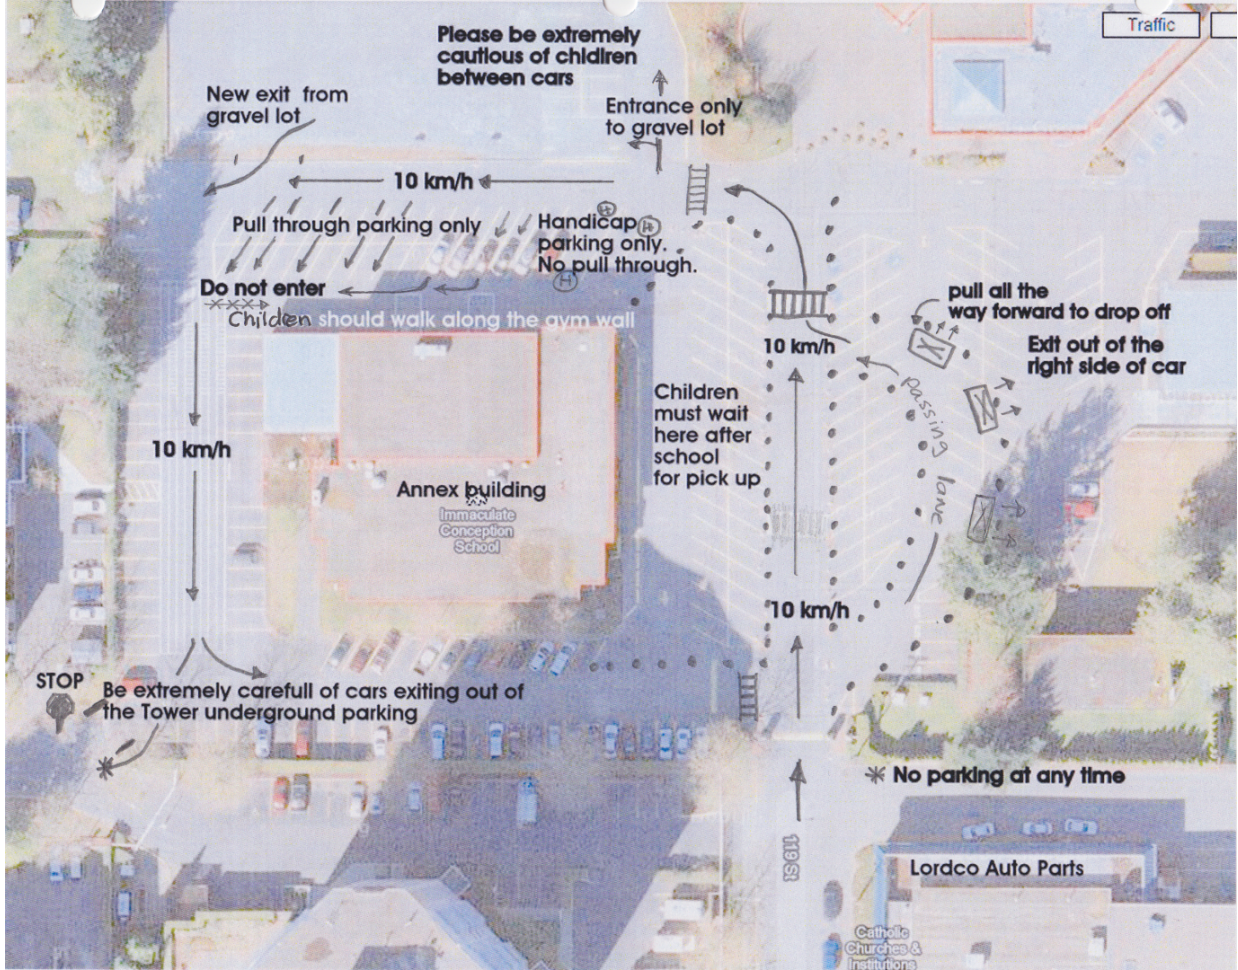 Traffic
Please be extremely
cautious of chidlren
between cars
New exit from
gravel lot
Entrance only
to gravel lot
10 km/h
Pull through parking only
Handicap
parking only.
No pull through.
H
H
H
Do not enter
Children should walk along the gym wall
pull all the
way forward to drop off
Exit out of the
right side of car
10 km/h
passing lane
Children
must wait
here after
school
for pick up
10 km/h
Annex building
Immaculate
Conception
School
10 km/h
STOP
Be extremely carefull of cars exiting out of
the Tower underground parking
* No parking at any time
119 St
Lordco Auto Parts
Catholic
Churches &
Institutions